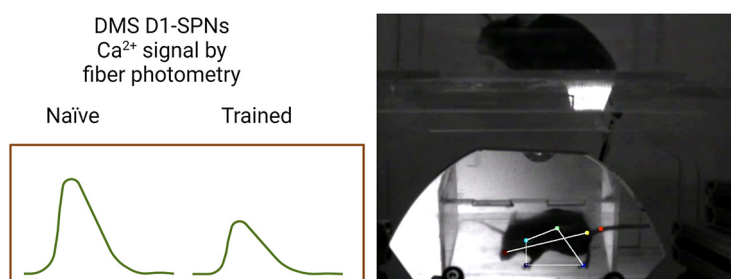 DMS D1-SPNs
Ca²⁺ signal by
fiber photometry
Naïve
Trained